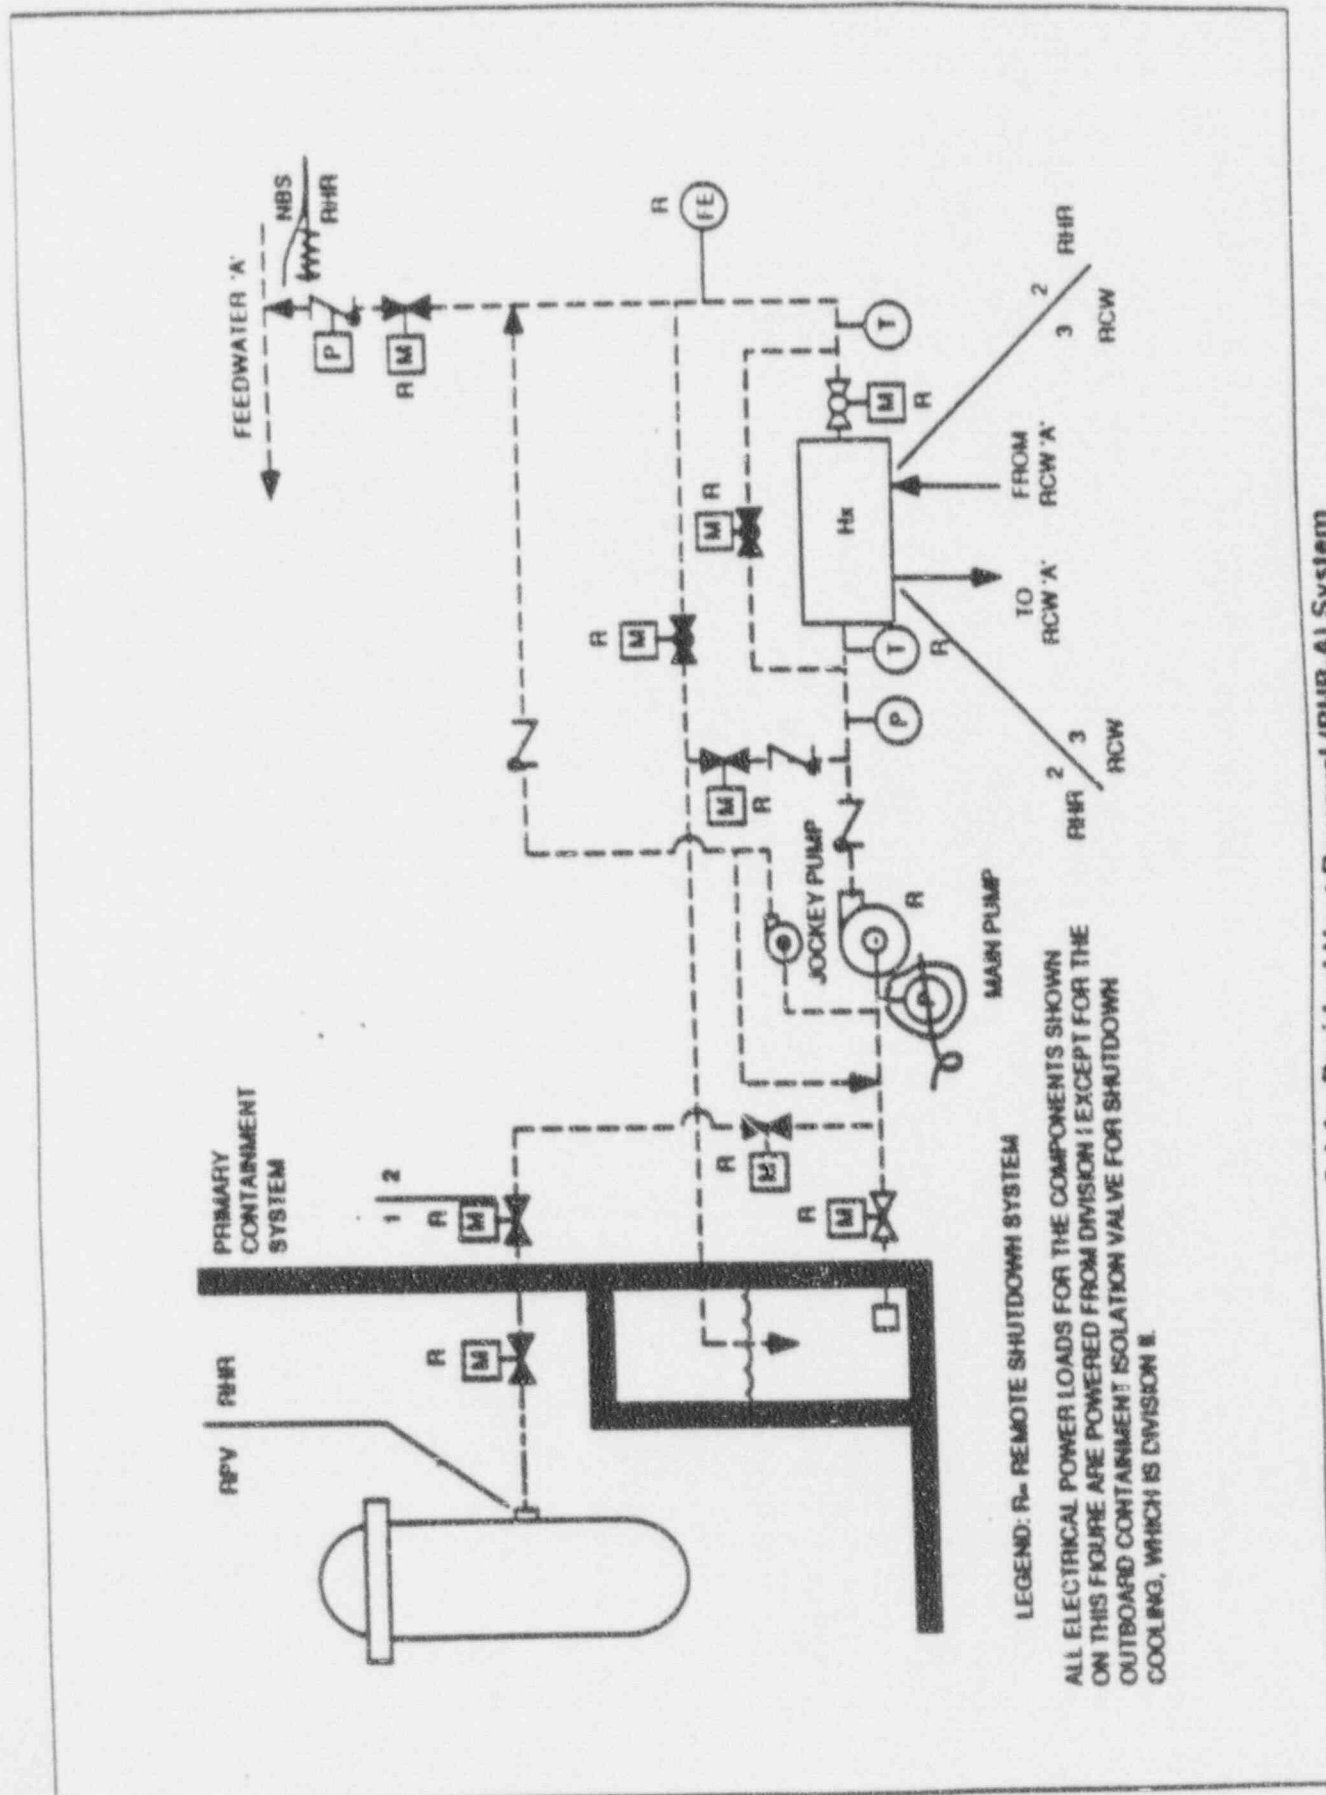 RPV RHR
PRIMARY
CONTAINMENT
SYSTEM
1 2
R
M
R
M
FEEDWATER 'A'
NBS
RHR
P
R
M
R
M
R
M
R
FE
R
M
R
M
R
M
JOCKEY PUMP
R
MAIN PUMP
P
P
T
R
Hx
M
R
T
TO
RCW 'A'
FROM
RCW 'A'
RHR 2
3
RCW
2 RHR
3
RCW
LEGEND: R= REMOTE SHUTDOWN SYSTEM
ALL ELECTRICAL POWER LOADS FOR THE COMPONENTS SHOWN
ON THIS FIGURE ARE POWERED FROM DIVISION I EXCEPT FOR THE
OUTBOARD CONTAINMENT ISOLATION VALVE FOR SHUTDOWN
COOLING, WHICH IS DIVISION II.
(RHR A) System